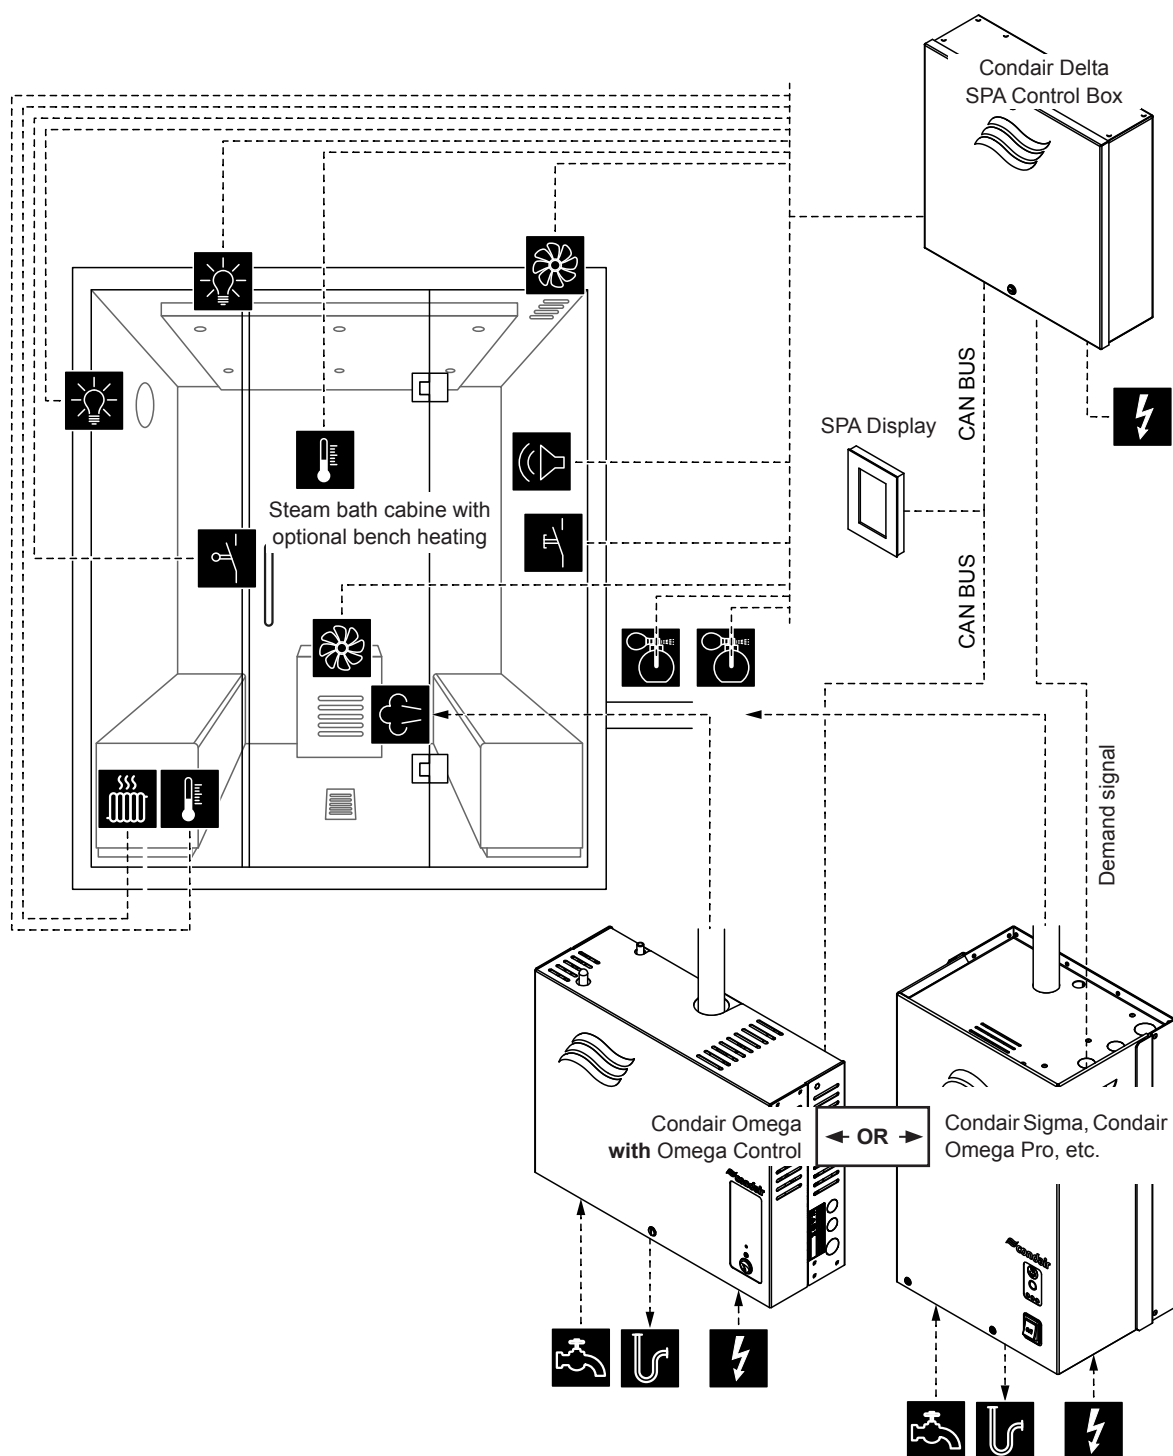 Condair Delta
SPA Control Box
CAN BUS
SPA Display
Steam bath cabine with
optional bench heating
CAN BUS
Demand signal
Condair Omega
with Omega Control
OR
Condair Sigma, Condair
Omega Pro, etc.
condair
condair